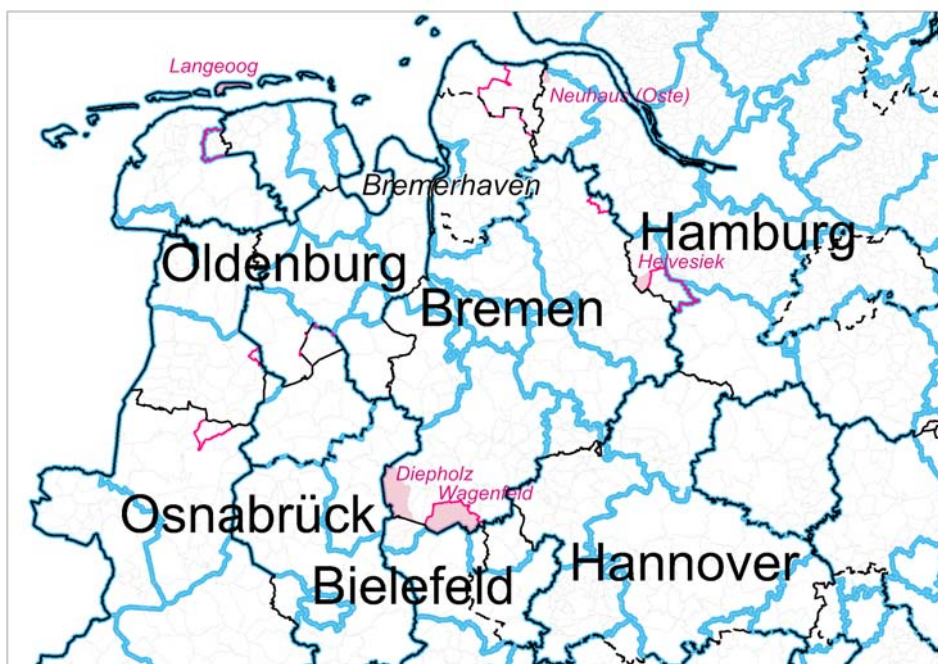 Langeoog
Neuhaus (Oste)
Bremerhaven
Hamburg
Helvesiek
Oldenburg
Bremen
Diepholz
Wagenfeld
Osnabrück
Hannover
Bielefeld